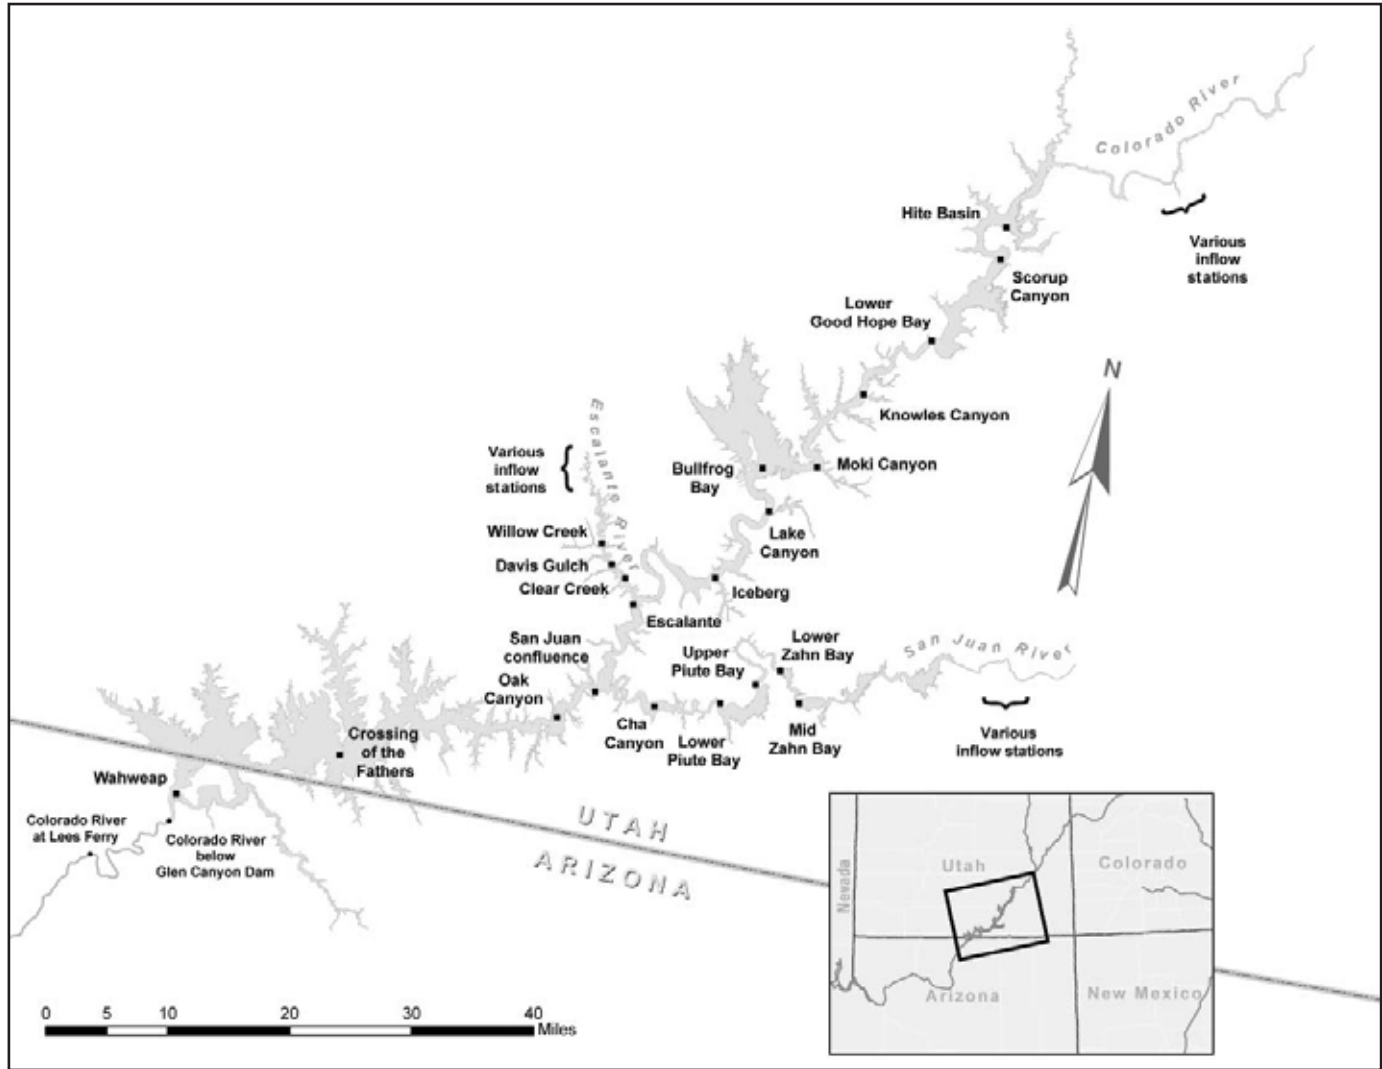 Colorado River
Hite Basin
Various
inflow
stations
Scorup
Canyon
Lower
Good Hope Bay
N
Knowles Canyon
Escalante River
Various
inflow
stations
Bullfrog
Bay
Moki Canyon
Willow Creek
Lake
Canyon
Davis Gulch
Clear Creek
Iceberg
Escalante
San Juan
confluence
Upper
Piute Bay
Lower
Zahn Bay
San Juan River
Oak
Canyon
Cha
Canyon
Lower
Piute Bay
Mid
Zahn Bay
Various
inflow stations
Crossing
of the
Fathers
Wahweap
Colorado River
at Lees Ferry
Colorado River
below
Glen Canyon Dam
UTAH
ARIZONA
Nevada
Utah
Colorado
Arizona
New Mexico
0 5 10 20 30 40
Miles